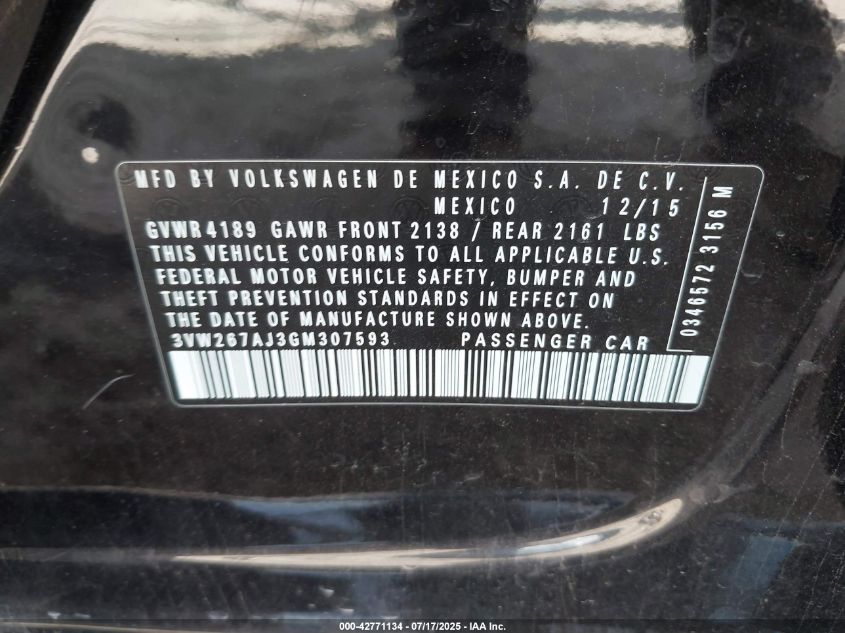 MFD BY VOLKSWAGEN DE MEXICO S.A. DE C.V.
MEXICO 12/15
GVWR 4189 GAWR FRONT 2138 / REAR 2161 LBS
THIS VEHICLE CONFORMS TO ALL APPLICABLE U.S.
FEDERAL MOTOR VEHICLE SAFETY, BUMPER AND
THEFT PREVENTION STANDARDS IN EFFECT ON
THE DATE OF MANUFACTURE SHOWN ABOVE.
3VW267AJ3GM307593 PASSENGER CAR
0346572 3156 M
000-42771134 - 07/17/2025 - IAA Inc.